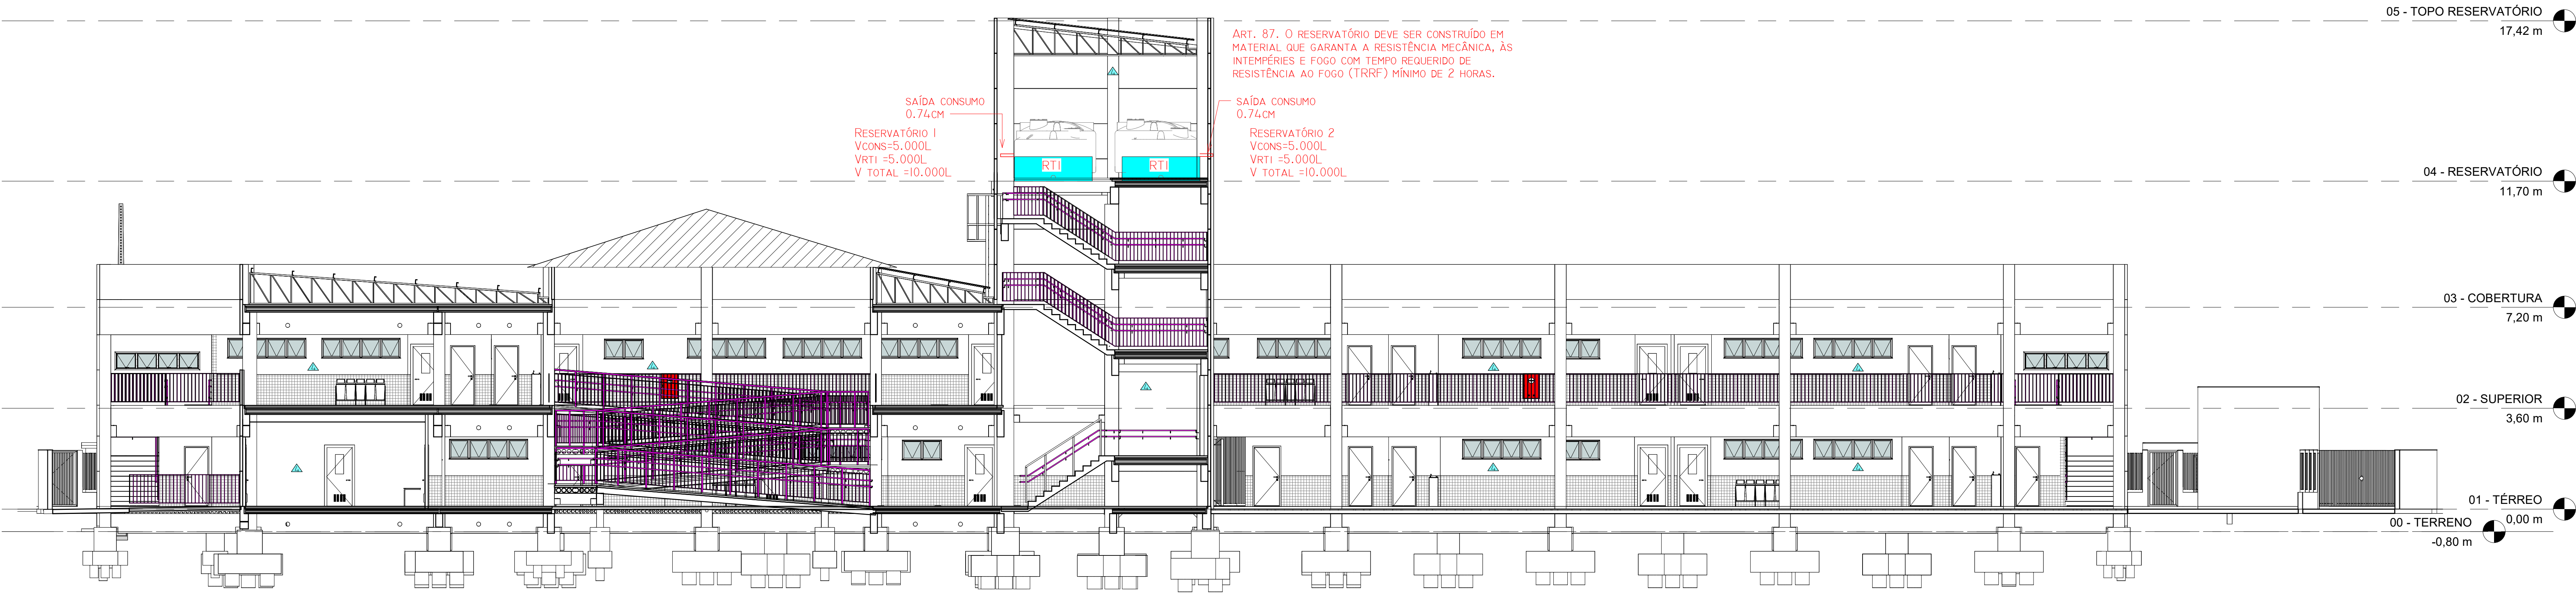 05 - TOPO RESERVATÓRIO
17,42 m
ART. 87. O RESERVATÓRIO DEVE SER CONSTRUÍDO EM
MATERIAL QUE GARANTA A RESISTÊNCIA MECÂNICA, ÀS
INTEMPÉRIES E FOGO COM TEMPO REQUERIDO DE
RESISTÊNCIA AO FOGO (TRRF) MÍNIMO DE 2 HORAS.
SAÍDA CONSUMO
0.74CM
RESERVATÓRIO 1
VCONS=5.000L
VRTI =5.000L
V TOTAL =10.000L
SAÍDA CONSUMO
0.74CM
RESERVATÓRIO 2
VCONS=5.000L
VRTI =5.000L
V TOTAL =10.000L
RTI
RTI
04 - RESERVATÓRIO
11,70 m
03 - COBERTURA
7,20 m
02 - SUPERIOR
3,60 m
01 - TÉRREO
0,00 m
00 - TERRENO
-0,80 m